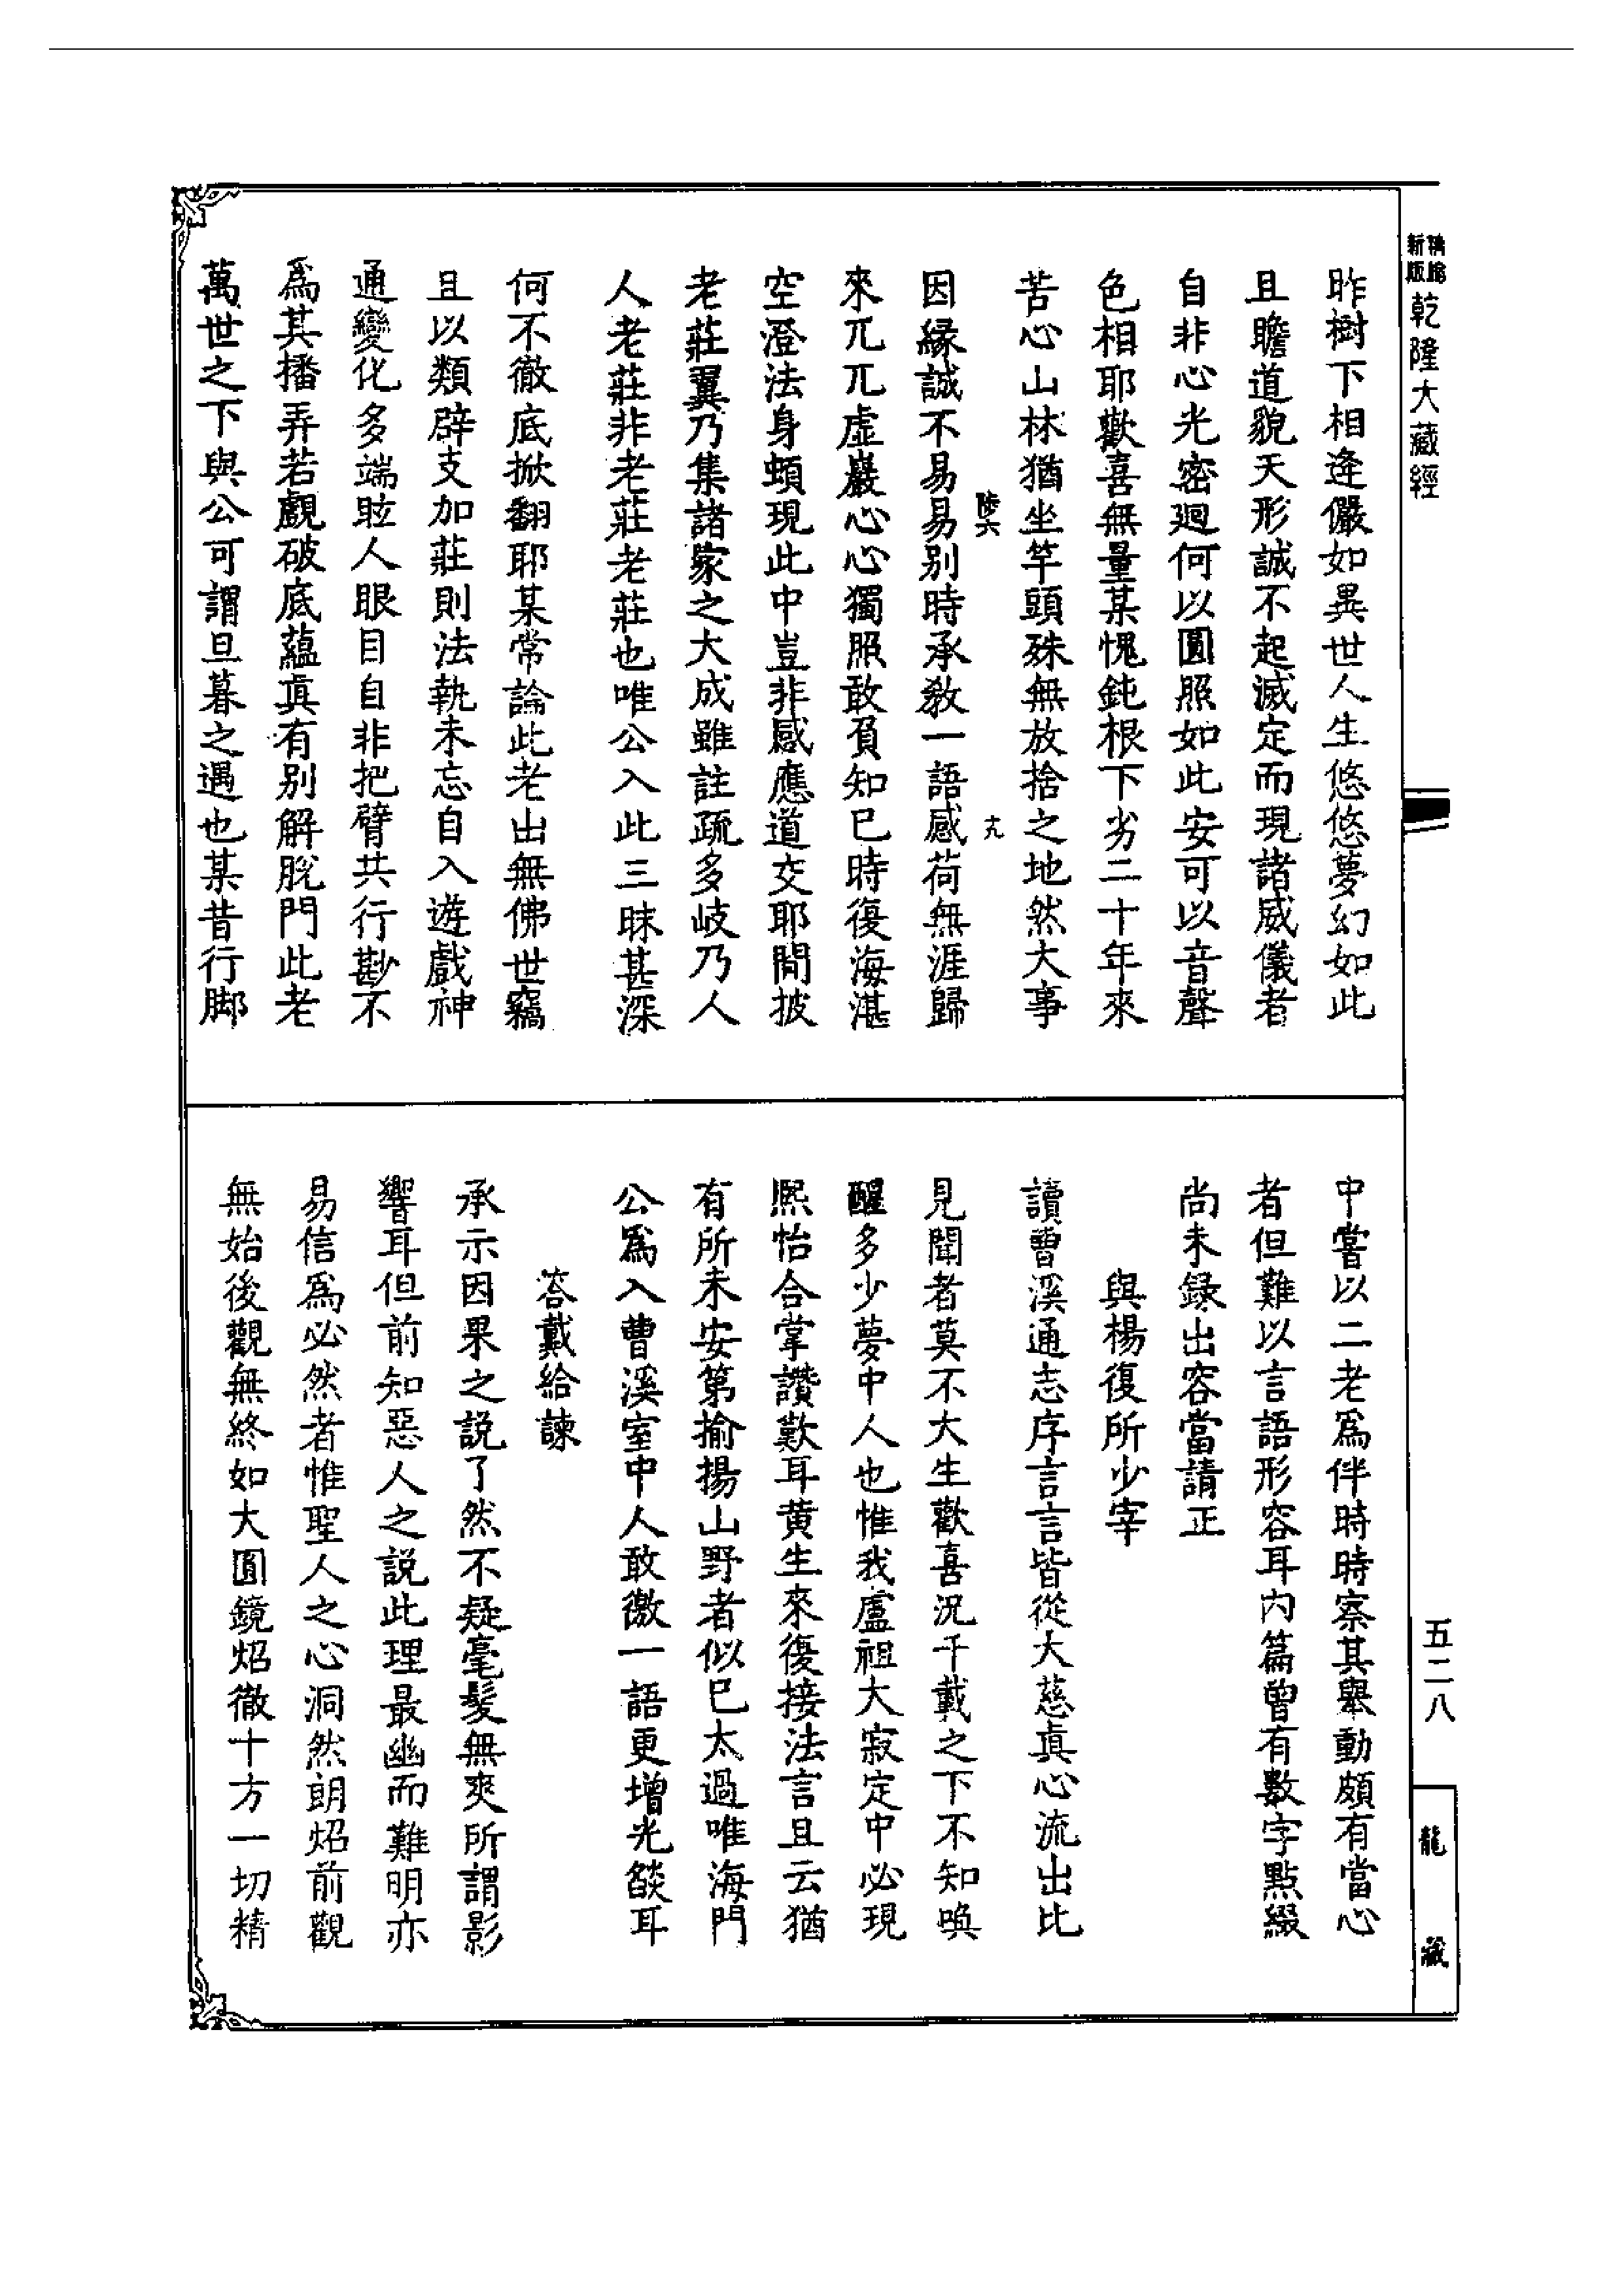 新版
精縮
乾隆大藏經
昨樹下相逢儼如異世人生悠悠夢幻如此
且瞻道貌天形誠不起滅定而現諸威儀者
自非心光密廻何以圓照如此安可以音聲
色相耶歡喜無量某愧鈍根下劣二十年來
苦心山林猶坐竿頭殊無放捨之地然大事
陸六
十九
因緣誠不易易別時承教一語感荷無涯歸
來兀兀虛巖心心獨照敢負知己時復海湛
空澄法身頓現此中豈非感應道交耶間披
老莊翼乃集諸家之大成雖註疏多岐乃人
人老莊非老莊老莊也唯公入此三昧甚深
何不徹底掀翻耶某常論此老出無佛世竊
且以類辟支加莊則法執未忘自入遊戲神
通變化多端眩人眼目自非把臂共行勘不
爲其播弄若覷破底蘊真有別解脫門此老
萬世之下與公可謂旦暮之遇也某昔行脚
中嘗以二老爲伴時時察其舉動頗有當心
者但難以言語形容耳內篇曾有數字點綴
尚未錄出容當請正
與楊復所少宰
讀曹溪通志序言言皆從大慈真心流出比
見聞者莫不大生歡喜況千載之下不知喚
醒多少夢中人也惟我盧祖大寂定中必現
熈怡合掌讚歎耳黃生來復接法言且云猶
有所未安第揄揚山野者似已太過唯海門
公爲入曹溪室中人敢徼一語更增光燄耳
答戴給諫
承示因果之説了然不疑毫髮無爽所謂影
響耳但前知惡人之説此理最幽而難明亦
易信爲必然者惟聖人之心洞然朗炤前觀
無始後觀無終如大圓鏡炤徹十方一切精
五二八
龍藏